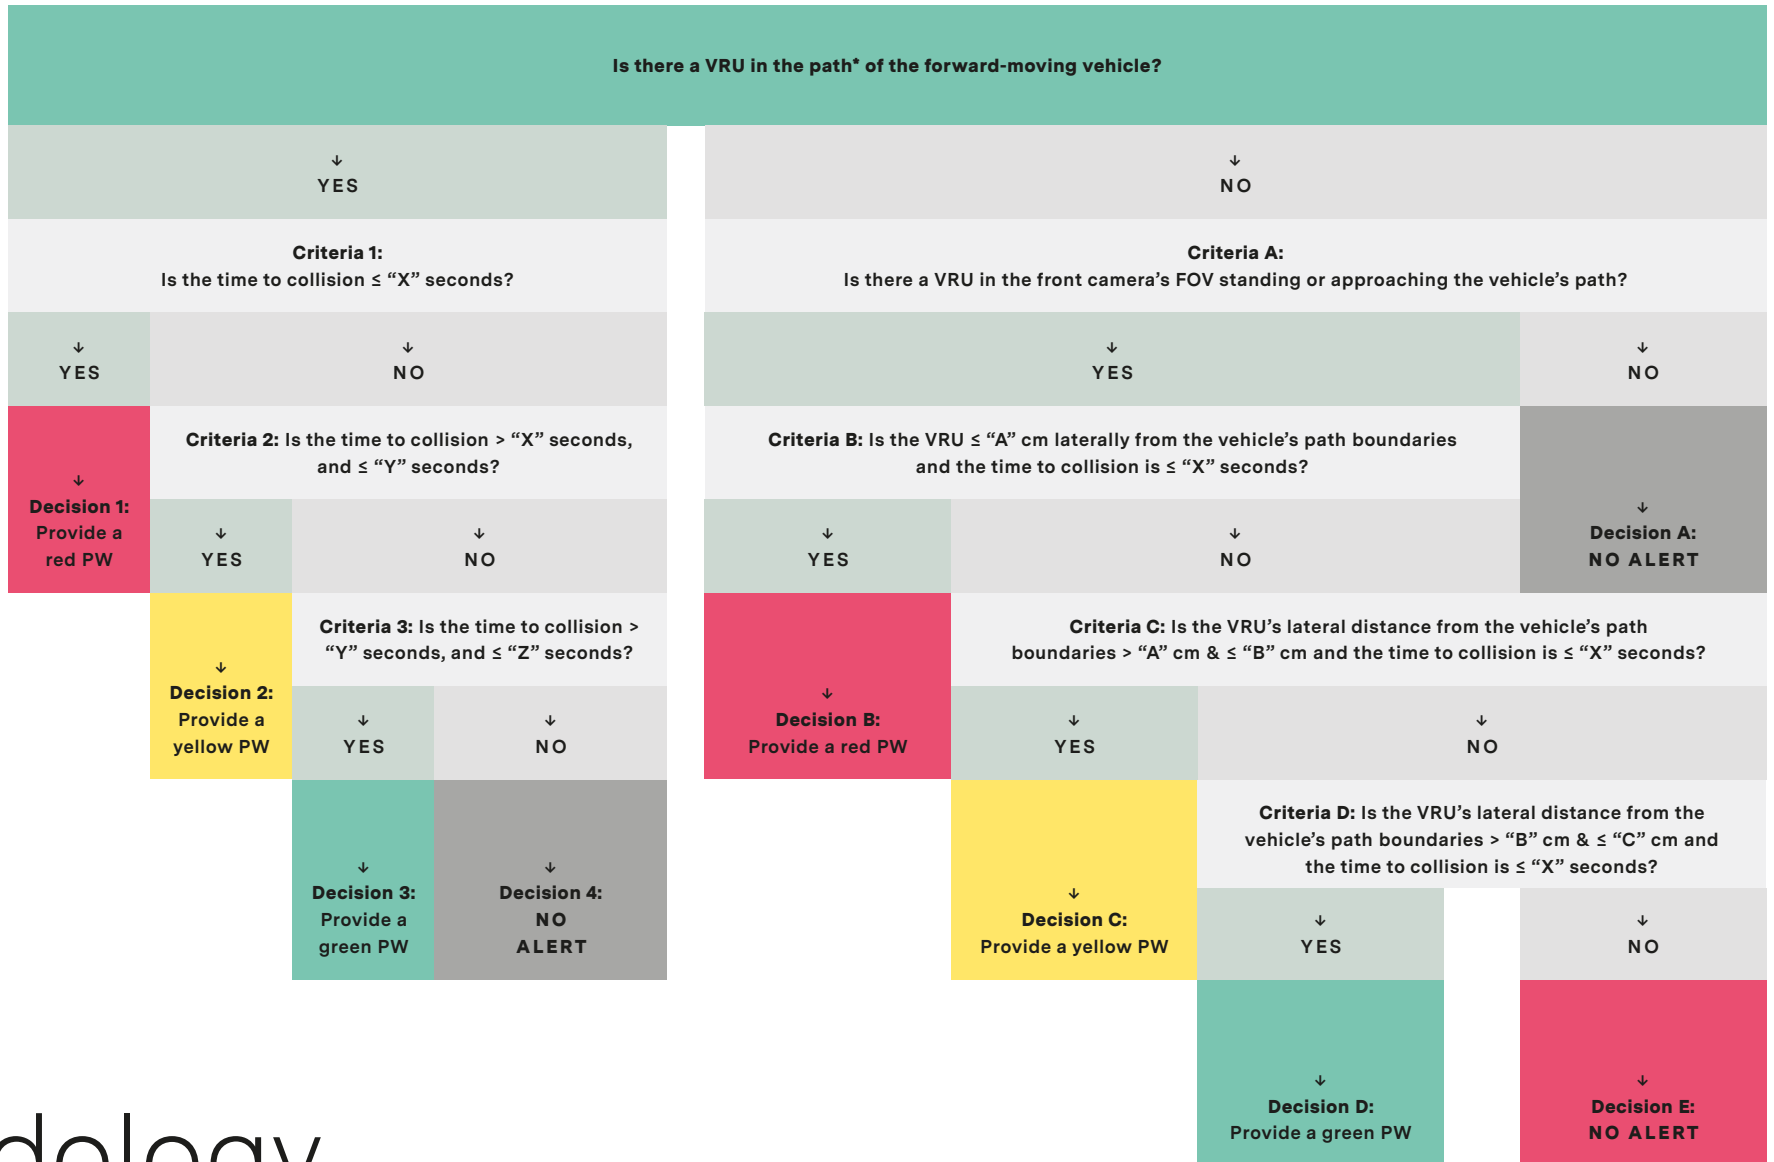 Is there a VRU in the path* of the forward-moving vehicle?
↓
YES
↓
NO
Criteria 1:
Is the time to collision ≤ “X” seconds?
Criteria A:
Is there a VRU in the front camera’s FOV standing or approaching the vehicle’s path?
↓
YES
↓
NO
↓
YES
↓
NO
↓
Decision 1:
Provide a
red PW
Criteria 2: Is the time to collision > “X” seconds,
and ≤ “Y” seconds?
Criteria B: Is the VRU ≤ “A” cm laterally from the vehicle’s path boundaries
and the time to collision is ≤ “X” seconds?
↓
Decision A:
NO ALERT
↓
YES
↓
NO
↓
YES
↓
NO
↓
Decision 2:
Provide a
yellow PW
Criteria 3: Is the time to collision >
“Y” seconds, and ≤ “Z” seconds?
↓
Decision B:
Provide a red PW
Criteria C: Is the VRU’s lateral distance from the vehicle’s path
boundaries > “A” cm & ≤ “B” cm and the time to collision is ≤ “X” seconds?
↓
YES
↓
NO
↓
YES
↓
NO
↓
Decision 3:
Provide a
green PW
↓
Decision 4:
NO
ALERT
↓
Decision C:
Provide a yellow PW
Criteria D: Is the VRU’s lateral distance from the
vehicle’s path boundaries > “B” cm & ≤ “C” cm and
the time to collision is ≤ “X” seconds?
↓
YES
↓
NO
↓
Decision D:
Provide a green PW
↓
Decision E:
NO ALERT
dology